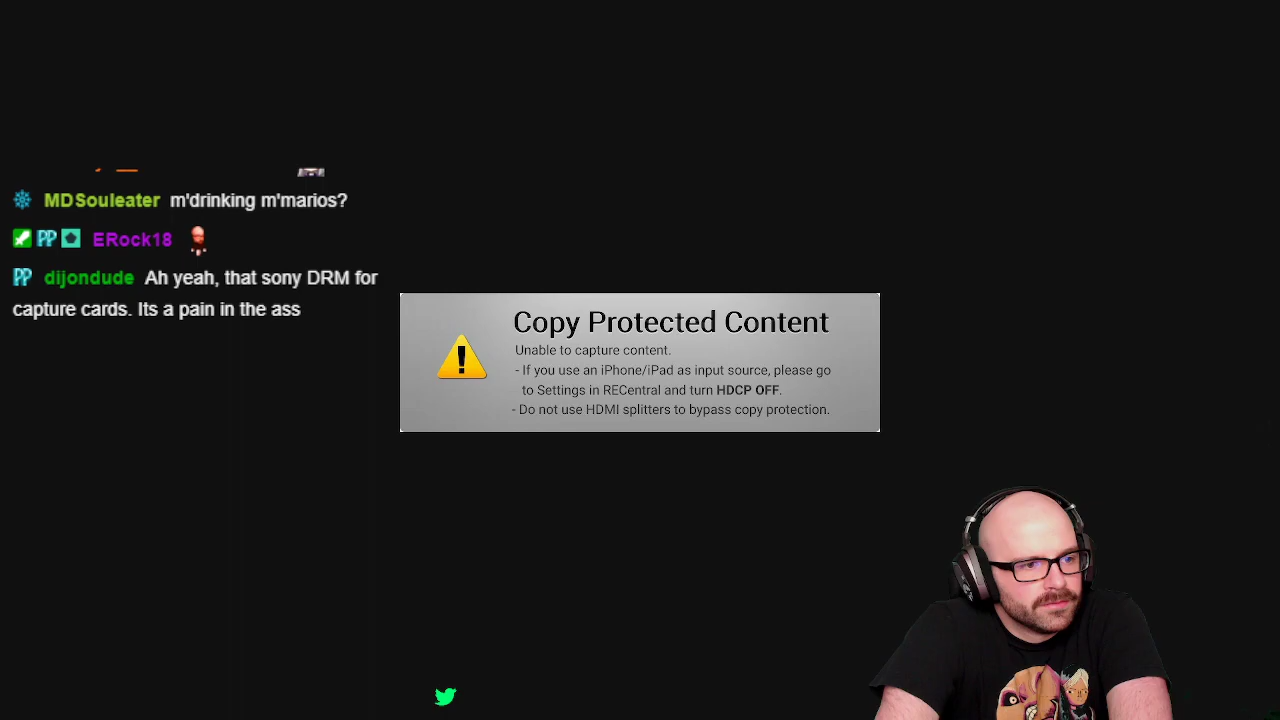 MDSouleater m'drinking m'marios?
PP ERock18
PP dijondude Ah yeah, that sony DRM for
capture cards. Its a pain in the ass
Copy Protected Content
Unable to capture content.
- If you use an iPhone/iPad as input source, please go
to Settings in RECentral and turn HDCP OFF.
- Do not use HDMI splitters to bypass copy protection.